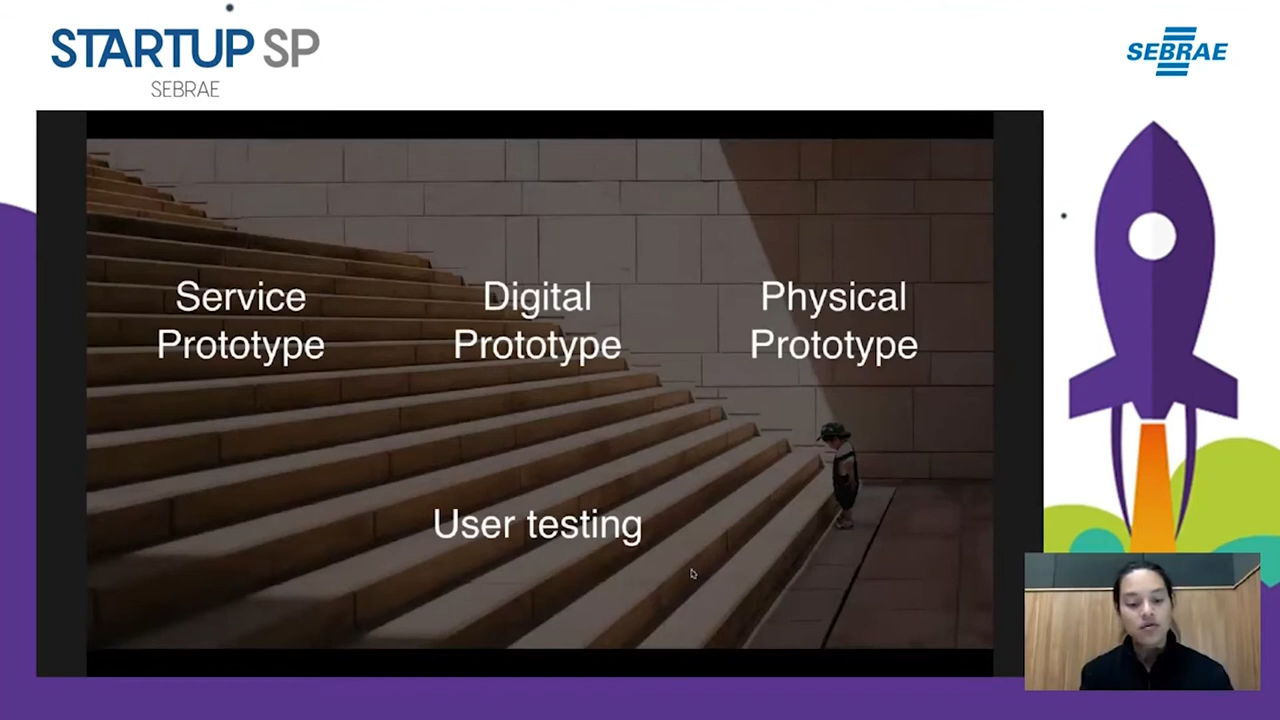 STARTUP SP
SEBRAE
SEBRAE
Service
Prototype
Digital
Prototype
Physical
Prototype
User testing